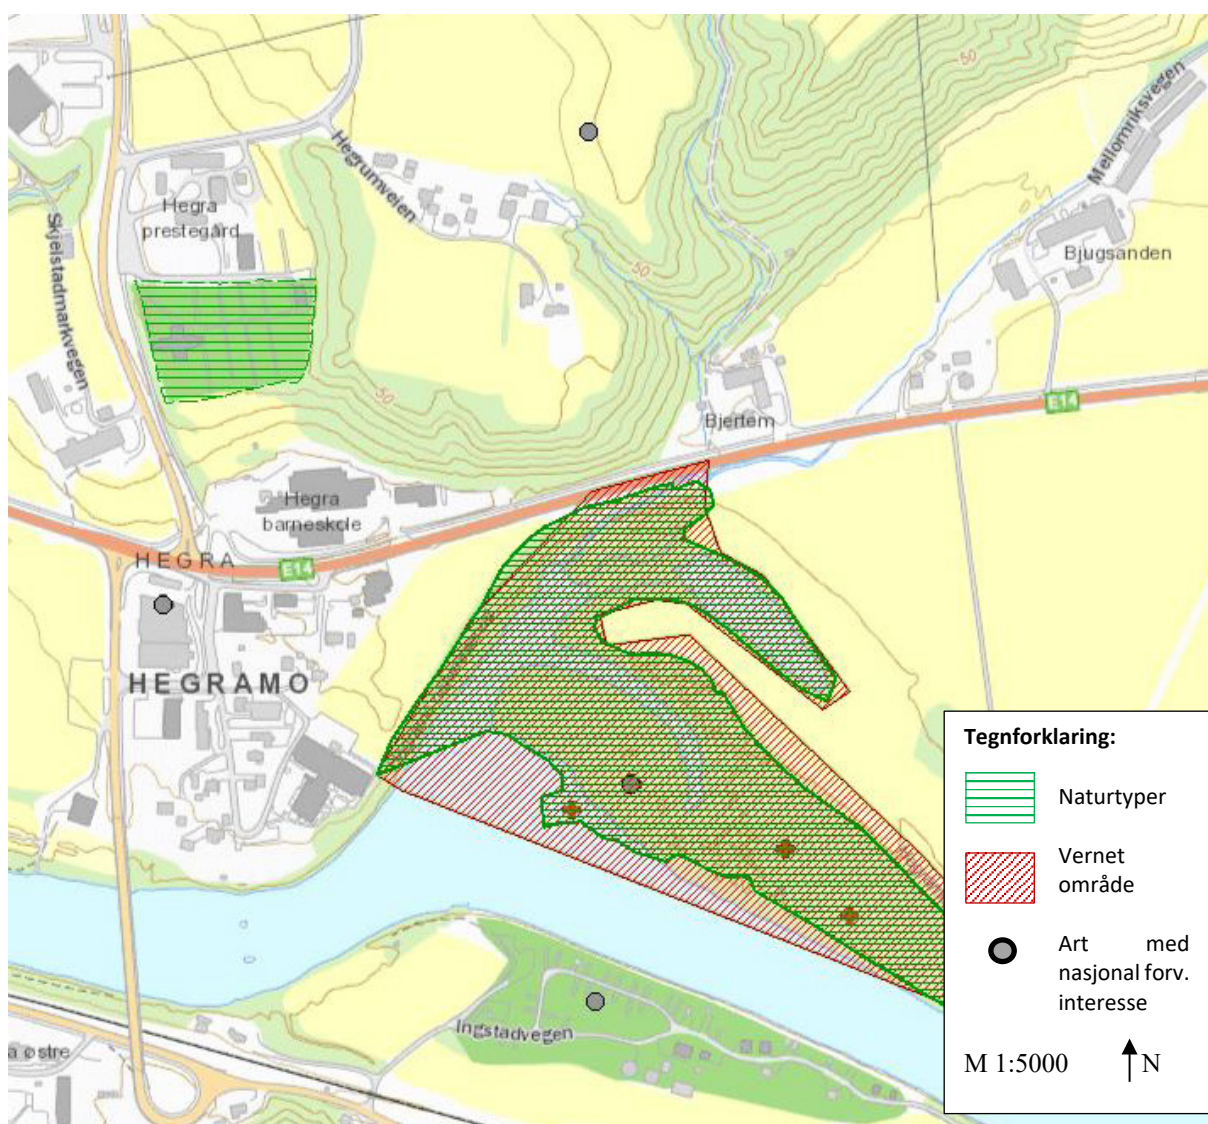 50
Mellomriksvegen
Hegrumveien
Hegra
prestegård
Skjelstadmarkvegen
Bjugsanden
50
50
E14
Bjertem
Hegra
barneskole
HEGRA
E14
HEGRAMO
Tegnforklaring:
Naturtyper
Vernet
område
Art med
nasjonal forv.
interesse
M 1:5000 N
Ingstadvegen
a østre